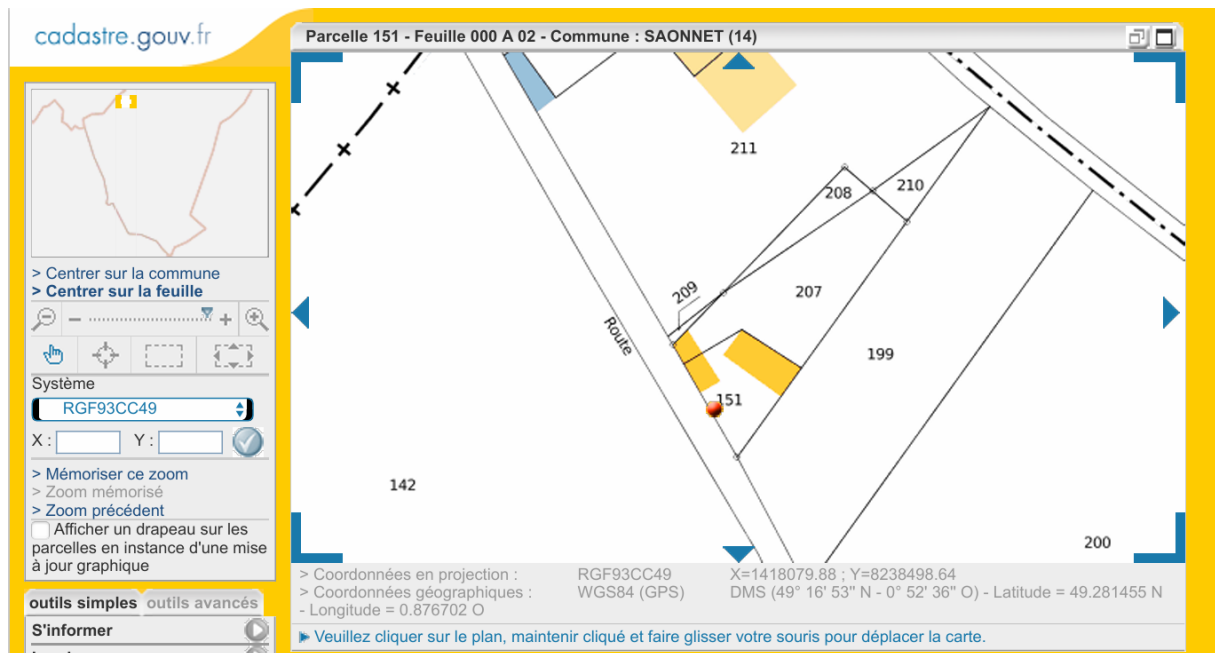 cadastre.gouv.fr
Parcelle 151 - Feuille 000 A 02 - Commune : SAONNET (14)
> Centrer sur la commune
> Centrer sur la feuille
Système
RGF93CC49
X :
Y :
> Mémoriser ce zoom
> Zoom mémorisé
> Zoom précédent
Afficher un drapeau sur les
parcelles en instance d'une mise
à jour graphique
outils simples outils avancés
S'informer
211
208
210
209
207
Route
199
151
142
200
> Coordonnées en projection : RGF93CC49 X=1418079.88 ; Y=8238498.64
> Coordonnées géographiques : WGS84 (GPS) DMS (49° 16' 53" N - 0° 52' 36" O) - Latitude = 49.281455 N
- Longitude = 0.876702 O
Veuillez cliquer sur le plan, maintenir cliqué et faire glisser votre souris pour déplacer la carte.